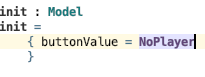 init : Model
init =
{ buttonValue = NoPlayer
}